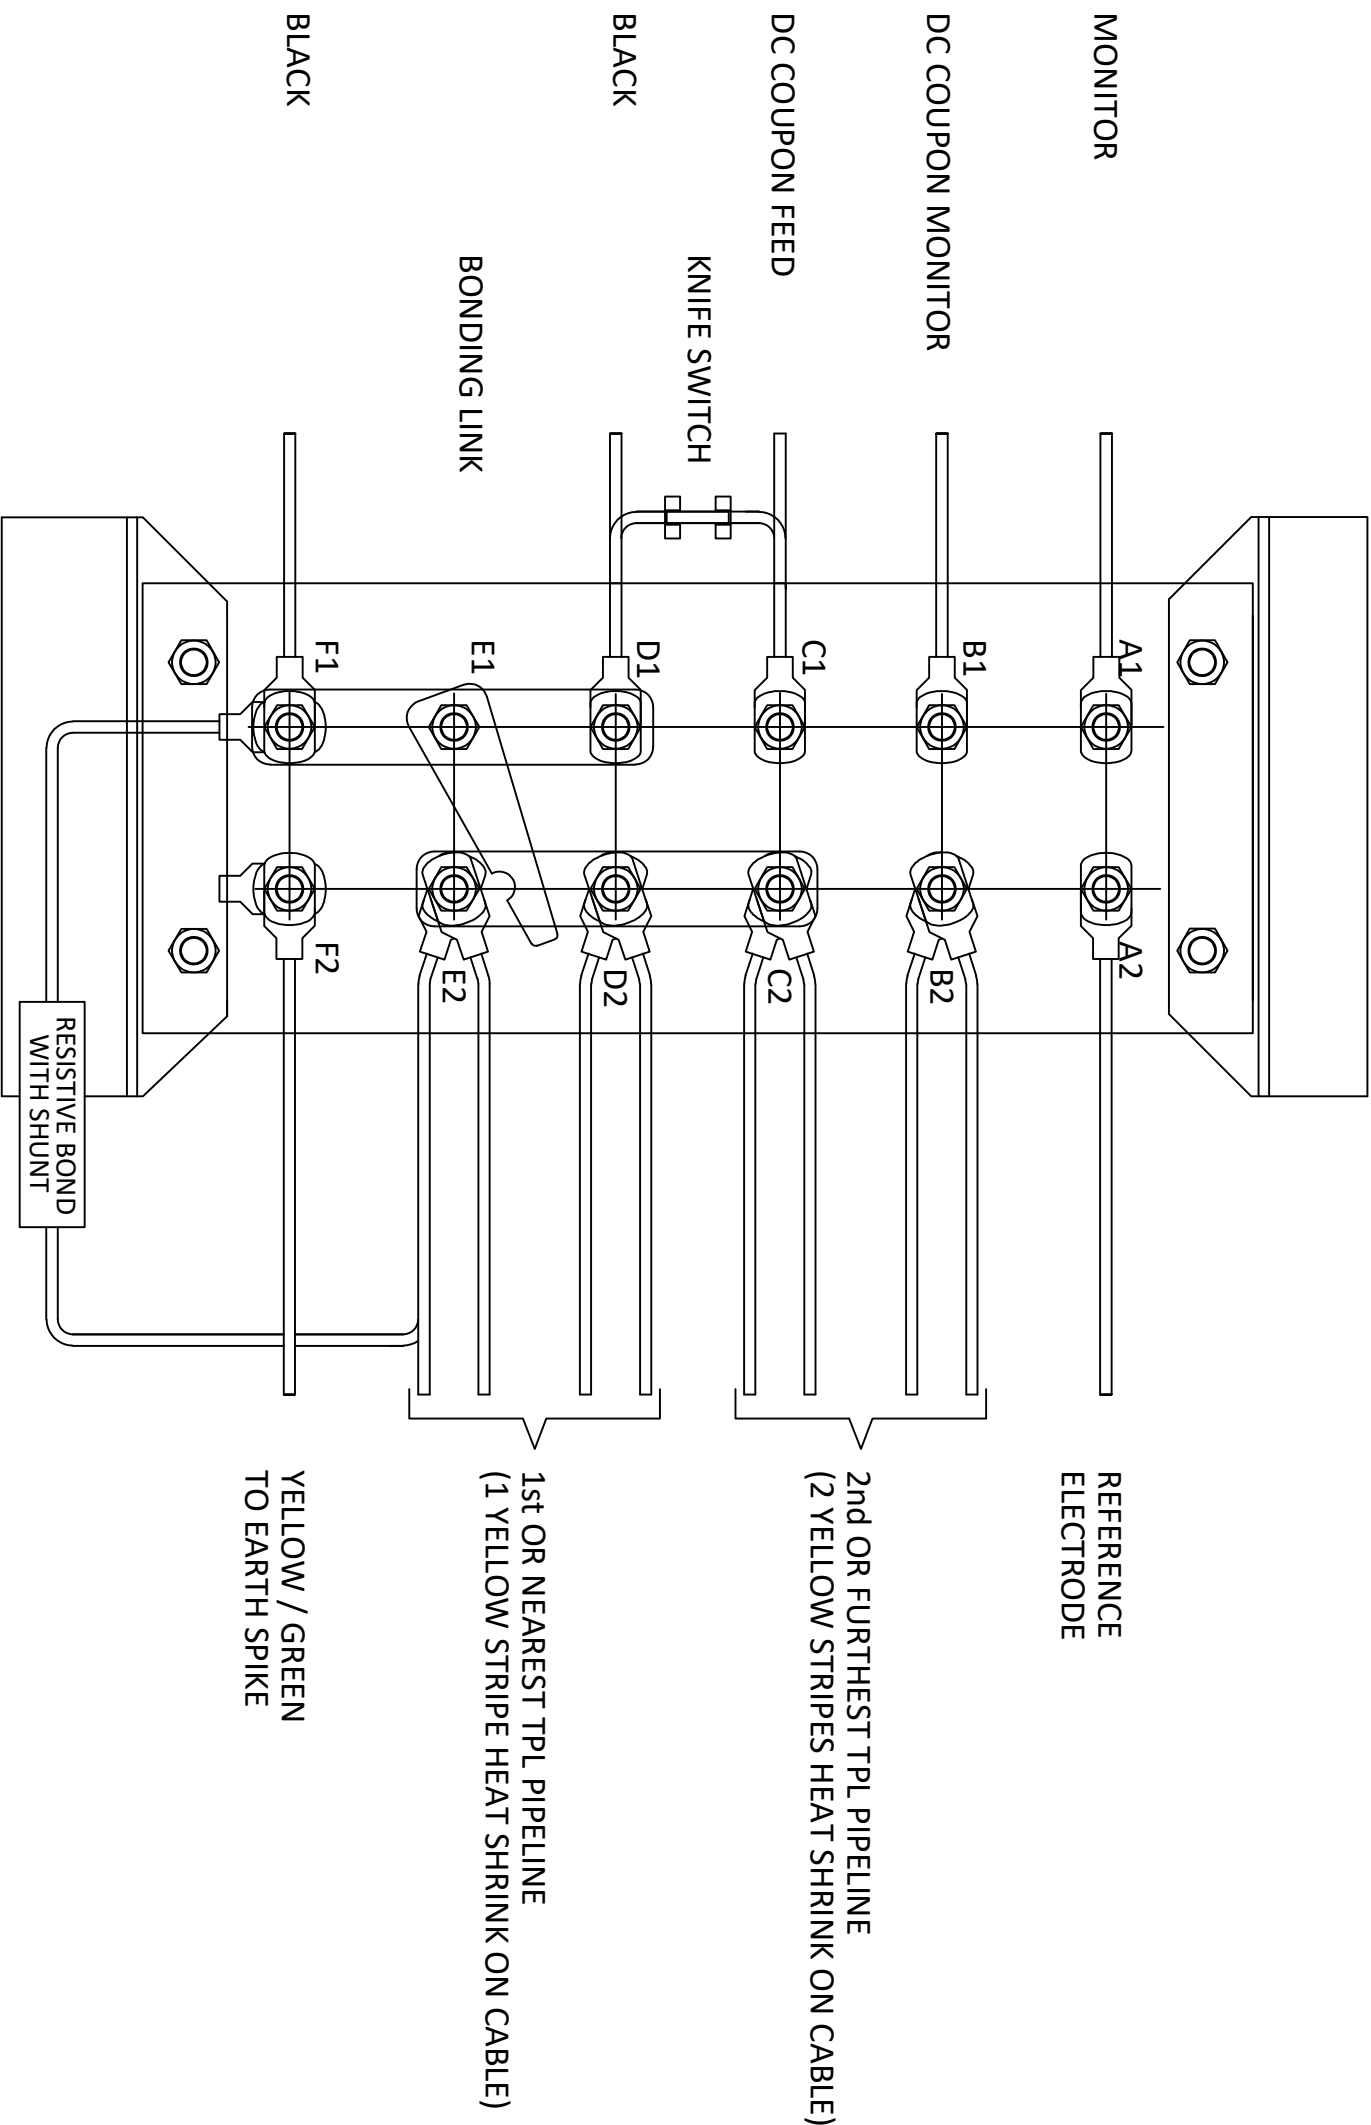 MONITOR
DC COUPON MONITOR
DC COUPON FEED
KNIFE SWITCH
BLACK
BONDING LINK
BLACK
A1
B1
C1
D1
E1
F1
A2
B2
C2
D2
E2
F2
REFERENCE
ELECTRODE
2nd OR FURTHEST TPL PIPELINE
(2 YELLOW STRIPES HEAT SHRINK ON CABLE)
1st OR NEAREST TPL PIPELINE
(1 YELLOW STRIPE HEAT SHRINK ON CABLE)
YELLOW / GREEN
TO EARTH SPIKE
RESISTIVE BOND
WITH SHUNT